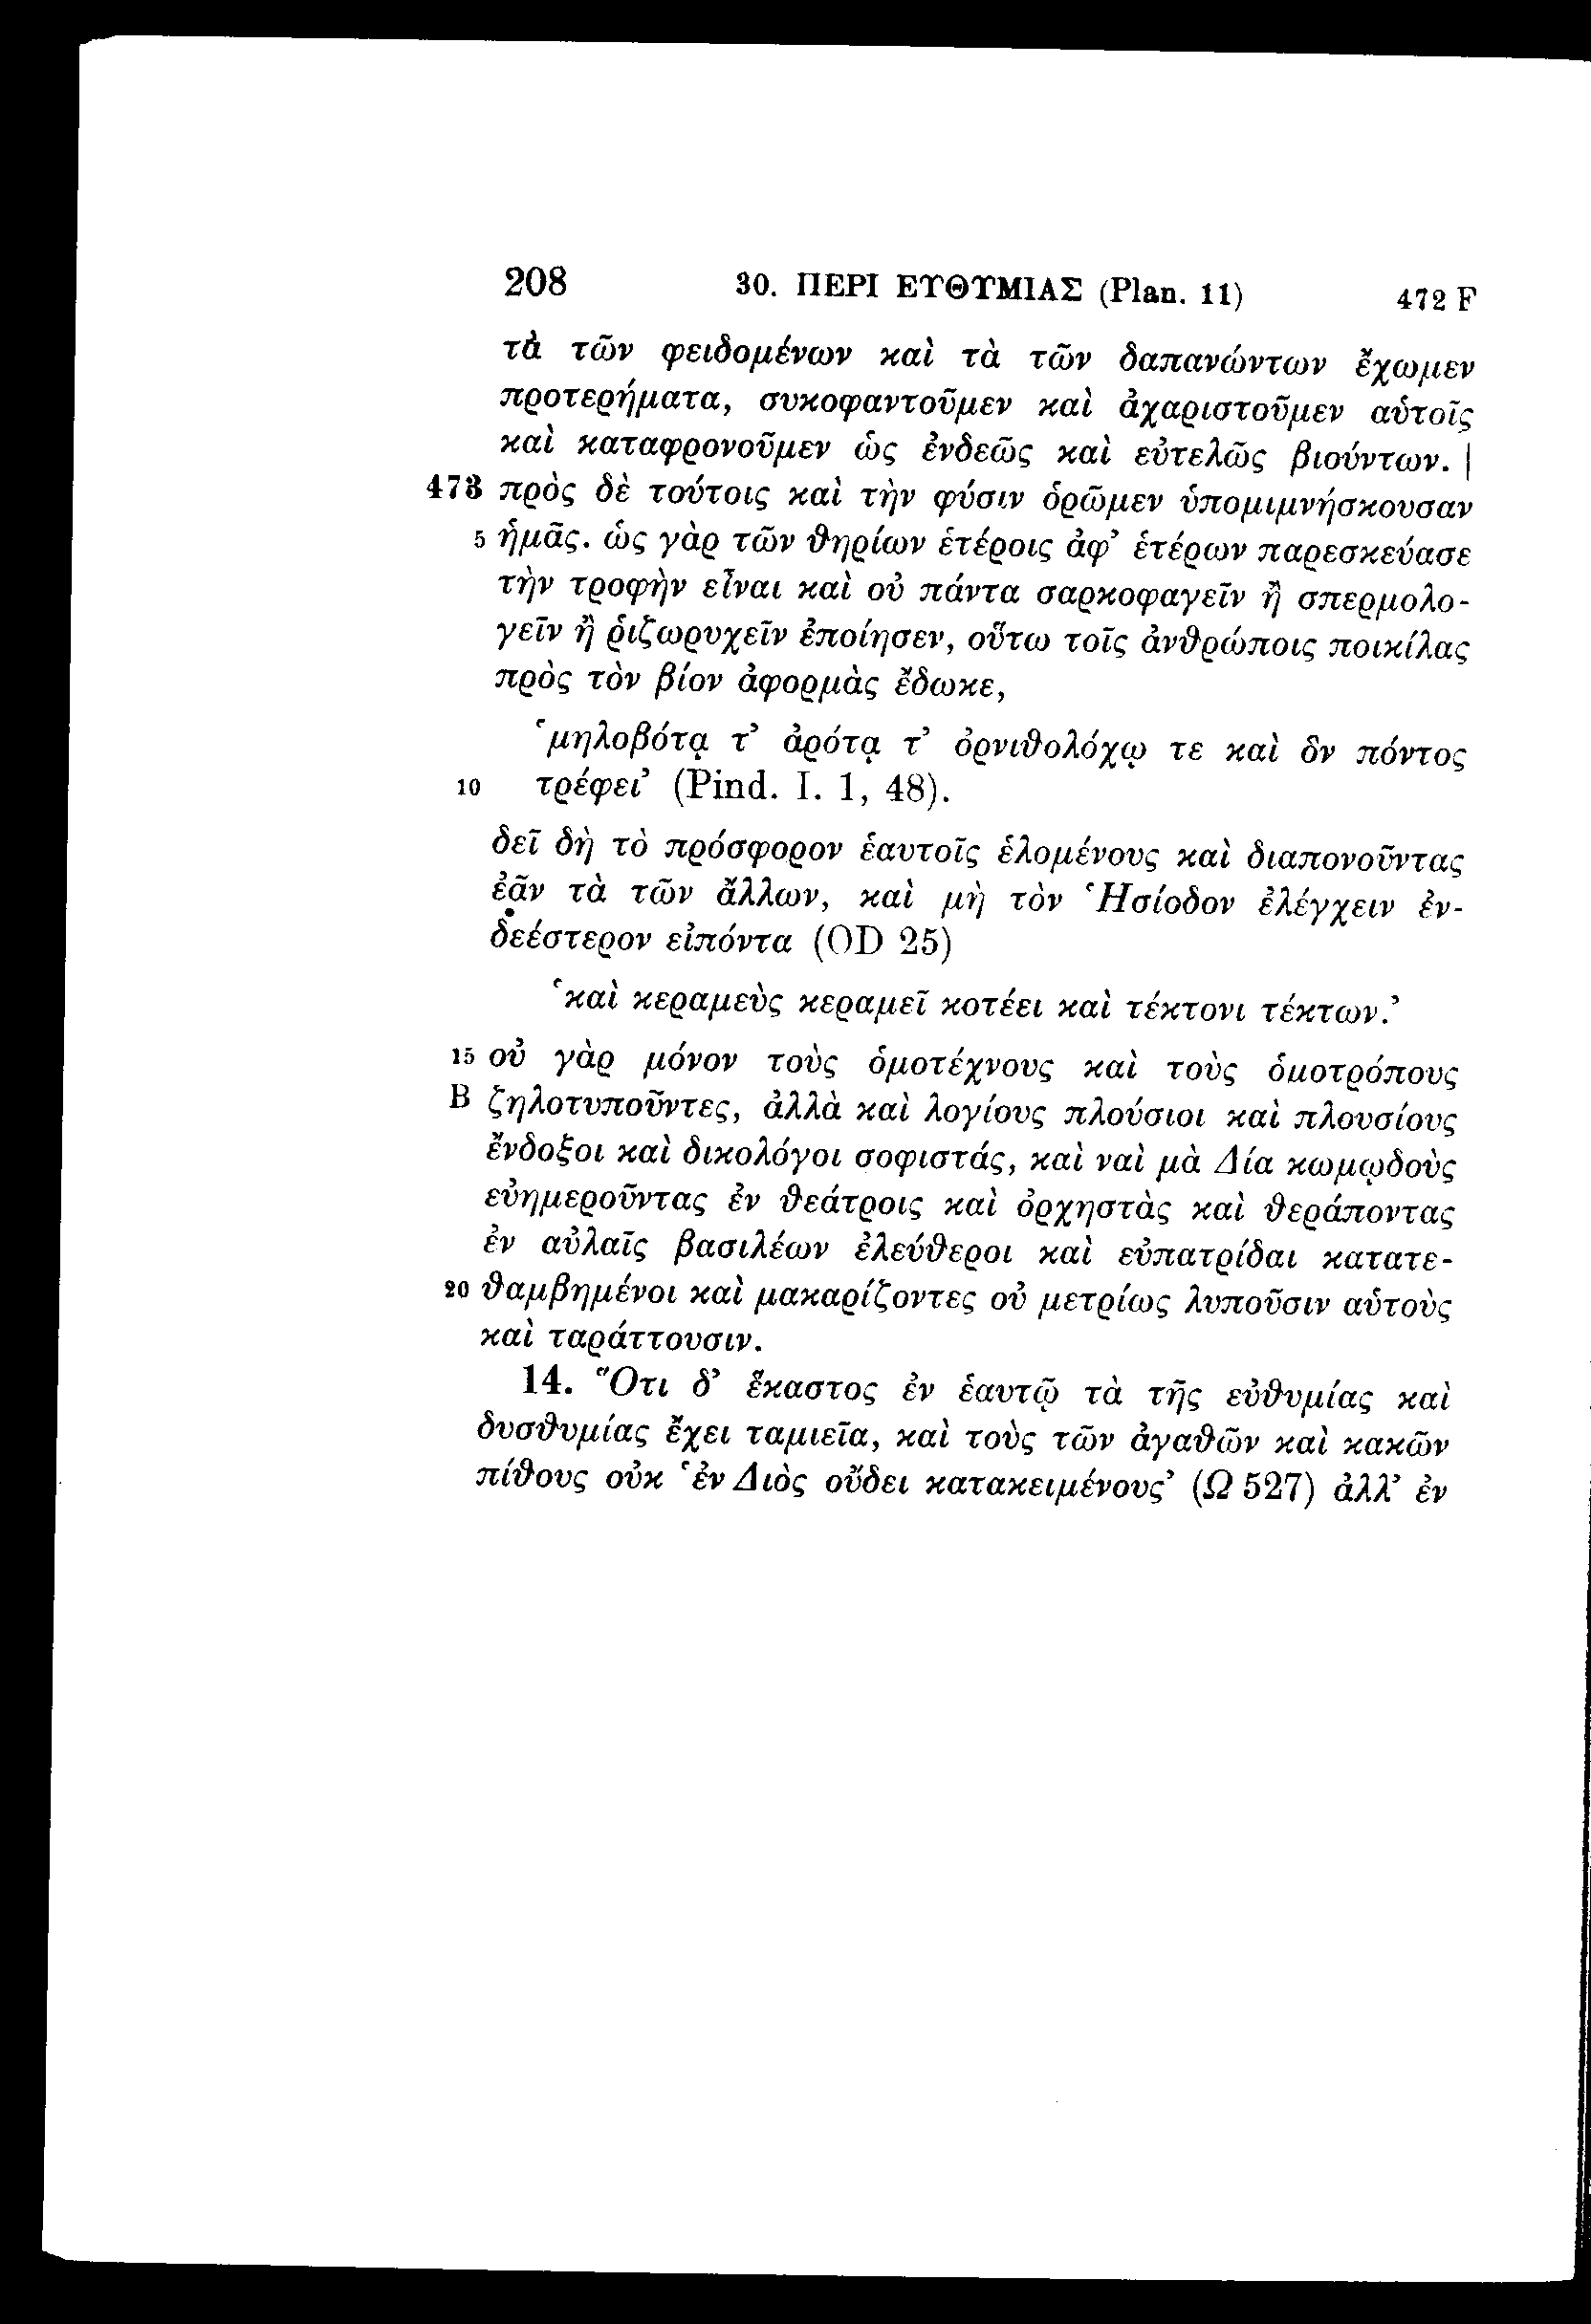 208 30. ΠΕΡΙ ΕΥΘΥΜΙΑΣ (Plan. 11) 472 F
τὰ τῶν φειδομένων καὶ τὰ τῶν δαπανώντων ἔχωμεν
προτερήματα, συκοφαντοῦμεν καὶ ἀχαριστοῦμεν αὑτοῖς
καὶ καταφρονοῦμεν ὡς ἐνδεῶς καὶ εὐτελῶς βιούντων. |
473 πρὸς δὲ τούτοις καὶ τὴν φύσιν ὁρῶμεν ὑπομιμνήσκουσαν
5 ἡμᾶς. ὡς γὰρ τῶν θηρίων ἑτέροις ἀφ’ ἑτέρων παρεσκεύασε
τὴν τροφὴν εἶναι καὶ οὐ πάντα σαρκοφαγεῖν ἢ σπερμολο-
γεῖν ἢ ῥιζωρυχεῖν ἐποίησεν, οὕτω τοῖς ἀνθρώποις ποικίλας
πρὸς τὸν βίον ἀφορμὰς ἔδωκε,
‘μηλοβότᾳ τ’ ἀρότᾳ τ’ ὀρνιθολόχῳ τε καὶ ὃν πόντος
10 τρέφει’ (Pind. I. 1, 48).
δεῖ δὴ τὸ πρόσφορον ἑαυτοῖς ἑλομένους καὶ διαπονοῦντας
ἐᾶν τὰ τῶν ἄλλων, καὶ μὴ τὸν Ἡσίοδον ἐλέγχειν ἐν-
δεέστερον εἰπόντα (OD 25)
‘καὶ κεραμεὺς κεραμεῖ κοτέει καὶ τέκτονι τέκτων.’
15 οὐ γὰρ μόνον τοὺς ὁμοτέχνους καὶ τοὺς ὁμοτρόπους
B ζηλοτυποῦντες, ἀλλὰ καὶ λογίους πλούσιοι καὶ πλουσίους
ἔνδοξοι καὶ δικολόγοι σοφιστάς, καὶ ναὶ μὰ Δία κωμῳδοὺς
εὐημεροῦντας ἐν θεάτροις καὶ ὀρχηστὰς καὶ θεράποντας
ἐν αὐλαῖς βασιλέων ἐλεύθεροι καὶ εὐπατρίδαι κατατε-
20 θαμβημένοι καὶ μακαρίζοντες οὐ μετρίως λυποῦσιν αὑτοὺς
καὶ ταράττουσιν.
14. Ὅτι δ’ ἕκαστος ἐν ἑαυτῷ τὰ τῆς εὐθυμίας καὶ
δυσθυμίας ἔχει ταμιεῖα, καὶ τοὺς τῶν ἀγαθῶν καὶ κακῶν
πίθους οὐκ ‘ἐν Διὸς οὔδει κατακειμένους’ (Ω 527) ἀλλ’ ἐν